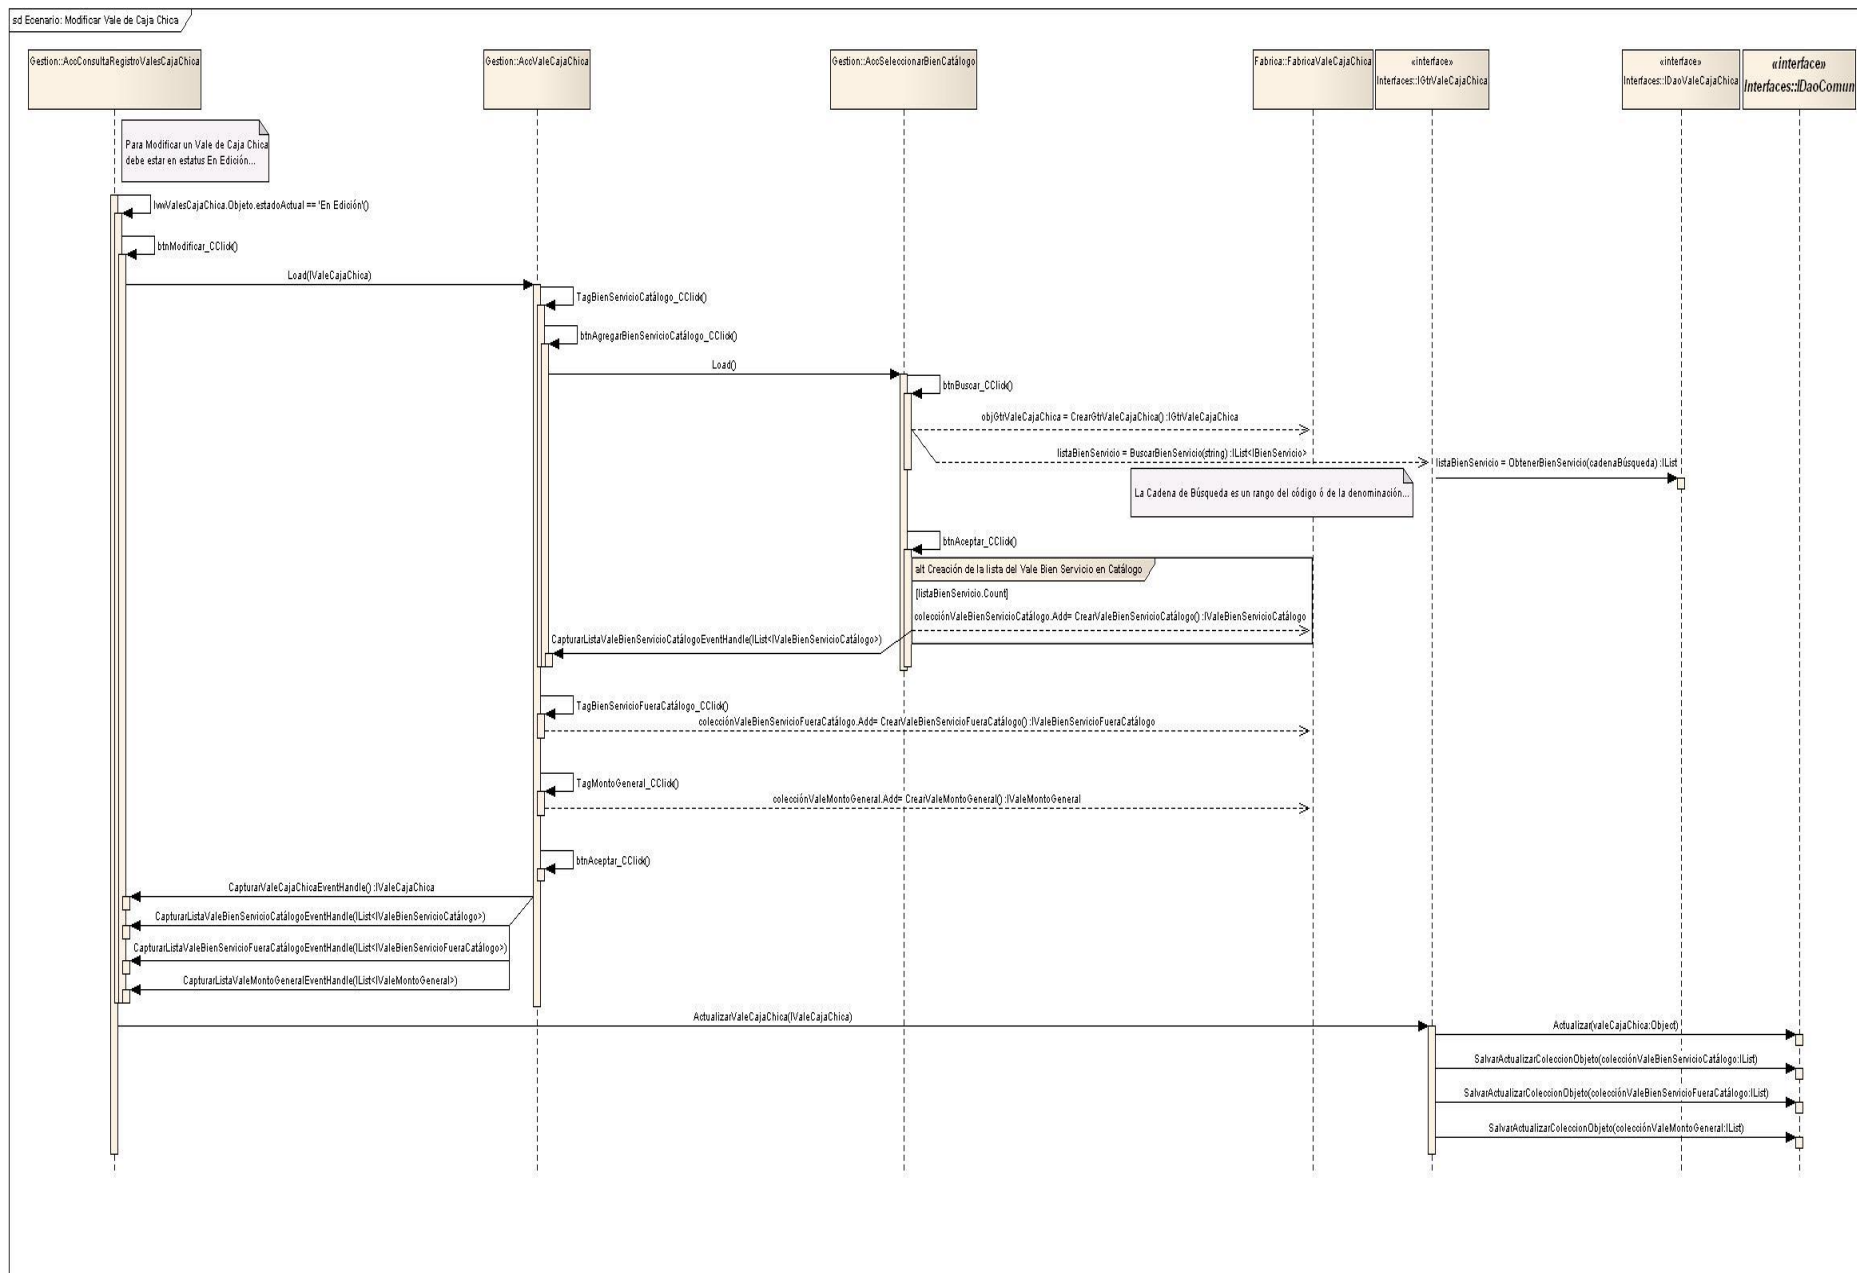 sd Ecenario: Modificar Vale de Caja Chica
Gestion::AccConsultaRegistroValesCajaChica
Gestion::AccValeCajaChica
Gestion::AccSeleccionarBienCatálogo
Fabrica::FabricaValeCajaChica
«interface»
Interfaces::IGtrValeCajaChica
«interface»
Interfaces::IDaoValeCajaChica
«interface»
Interfaces::IDaoComun
Para Modificar un Vale de Caja Chica
debe estar en estatus En Edición...
lvwValesCajaChica.Objeto.estadoActual == 'En Edición'()
btnModificar_CClick()
Load(IValeCajaChica)
TagBienServicioCatálogo_CClick()
btnAgregarBienServicioCatálogo_CClick()
Load()
btnBuscar_CClick()
objGtrValeCajaChica = CrearGtrValeCajaChica() :IGtrValeCajaChica
listaBienServicio = BuscarBienServicio(string) :IList<IBienServicio>
listaBienServicio = ObtenerBienServicio(cadenaBúsqueda) :IList
La Cadena de Búsqueda es un rango del código ó de la denominación...
btnAceptar_CClick()
alt Creación de la lista del Vale Bien Servicio en Catálogo
[listaBienServicio.Count]
colecciónValeBienServicioCatálogo.Add= CrearValeBienServicioCatálogo() :IValeBienServicioCatálogo
CapturarListaValeBienServicioCatálogoEventHandle(IList<IValeBienServicioCatálogo>)
TagBienServicioFueraCatálogo_CClick()
colecciónValeBienServicioFueraCatálogo.Add= CrearValeBienServicioFueraCatálogo() :IValeBienServicioFueraCatálogo
TagMontoGeneral_CClick()
colecciónValeMontoGeneral.Add= CrearValeMontoGeneral() :IValeMontoGeneral
btnAceptar_CClick()
CapturarValeCajaChicaEventHandle() :IValeCajaChica
CapturarListaValeBienServicioCatálogoEventHandle(IList<IValeBienServicioCatálogo>)
CapturarListaValeBienServicioFueraCatálogoEventHandle(IList<IValeBienServicioFueraCatálogo>)
CapturarListaValeMontoGeneralEventHandle(IList<IValeMontoGeneral>)
ActualizarValeCajaChica(IValeCajaChica)
Actualizar(valeCajaChica:Object)
SalvarActualizarColeccionObjeto(colecciónValeBienServicioCatálogo:IList)
SalvarActualizarColeccionObjeto(colecciónValeBienServicioFueraCatálogo:IList)
SalvarActualizarColeccionObjeto(colecciónValeMontoGeneral:IList)